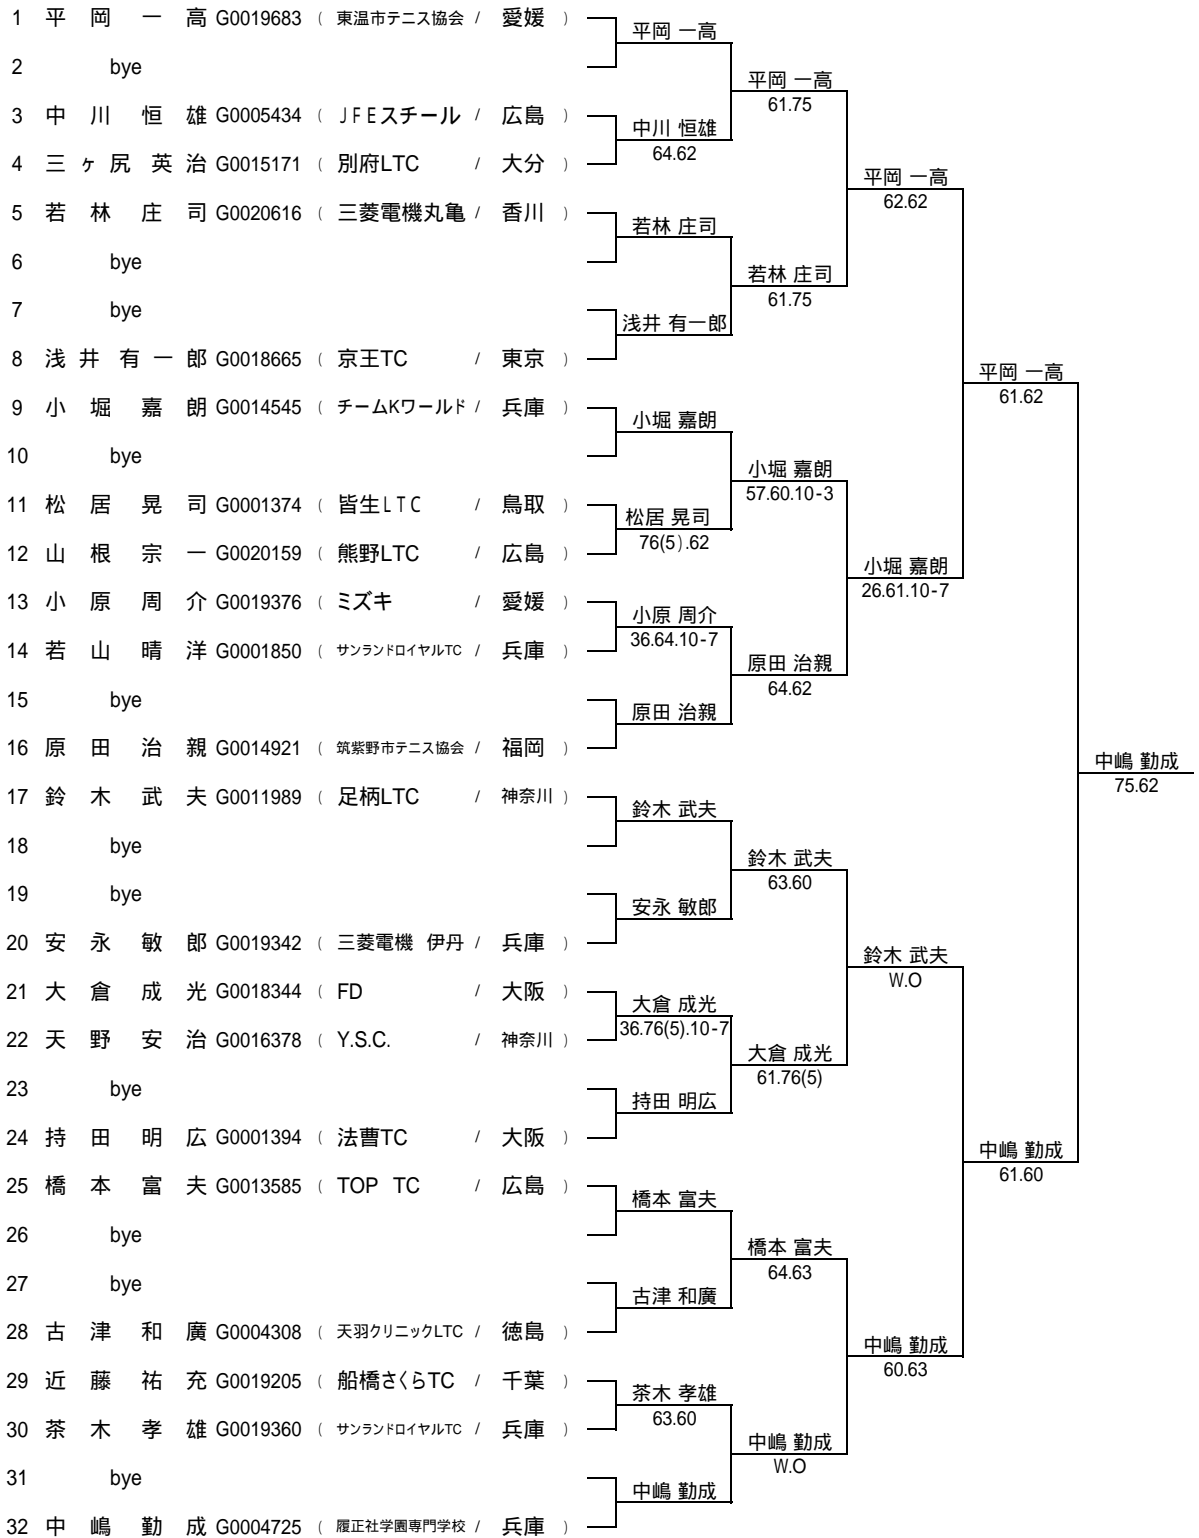 1 平岡 一高 G0019683 ( 東温市テニス協会 / 愛媛 )
平岡 一高
2 bye
平岡 一高
61.75
3 中川 恒雄 G0005434 ( JFEスチール / 広島 )
中川 恒雄
64.62
4 三ヶ尻 英治 G0015171 ( 別府LTC / 大分 )
平岡 一高
62.62
5 若林 庄司 G0020616 ( 三菱電機丸亀 / 香川 )
若林 庄司
6 bye
若林 庄司
61.75
7 bye
浅井 有一郎
8 浅井 有一郎 G0018665 ( 京王TC / 東京 )
平岡 一高
61.62
9 小堀 嘉朗 G0014545 ( チームKワールド / 兵庫 )
小堀 嘉朗
10 bye
小堀 嘉朗
57.60.10-3
11 松居 晃司 G0001374 ( 皆生LTC / 鳥取 )
松居 晃司
76(5).62
12 山根 宗一 G0020159 ( 熊野LTC / 広島 )
小堀 嘉朗
26.61.10-7
13 小原 周介 G0019376 ( ミズキ / 愛媛 )
小原 周介
36.64.10-7
14 若山 晴洋 G0001850 ( サンランドロイヤルTC / 兵庫 )
原田 治親
64.62
15 bye
原田 治親
16 原田 治親 G0014921 ( 筑紫野市テニス協会 / 福岡 )
中嶋 勤成
75.62
17 鈴木 武夫 G0011989 ( 足柄LTC / 神奈川 )
鈴木 武夫
18 bye
鈴木 武夫
63.60
19 bye
安永 敏郎
20 安永 敏郎 G0019342 ( 三菱電機 伊丹 / 兵庫 )
鈴木 武夫
W.O
21 大倉 成光 G0018344 ( FD / 大阪 )
大倉 成光
36.76(5).10-7
22 天野 安治 G0016378 ( Y.S.C. / 神奈川 )
大倉 成光
61.76(5)
23 bye
持田 明広
24 持田 明広 G0001394 ( 法曹TC / 大阪 )
中嶋 勤成
61.60
25 橋本 富夫 G0013585 ( TOP TC / 広島 )
橋本 富夫
26 bye
橋本 富夫
64.63
27 bye
古津 和廣
28 古津 和廣 G0004308 ( 天羽クリニックLTC / 徳島 )
中嶋 勤成
60.63
29 近藤 祐充 G0019205 ( 船橋さくらTC / 千葉 )
茶木 孝雄
63.60
30 茶木 孝雄 G0019360 ( サンランドロイヤルTC / 兵庫 )
中嶋 勤成
W.O
31 bye
中嶋 勤成
32 中嶋 勤成 G0004725 ( 履正社学園専門学校 / 兵庫 )